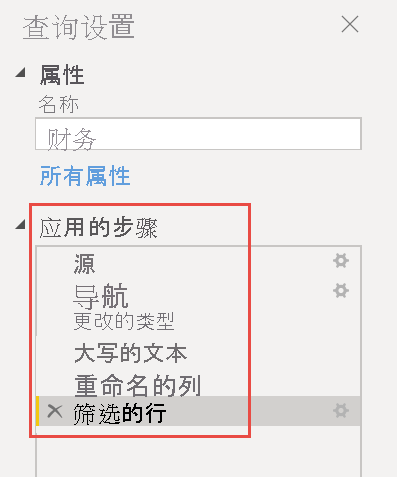 查询设置
属性
名称
财务
所有属性
应用的步骤
源
导航
更改的类型
大写的文本
重命名的列
筛选的行